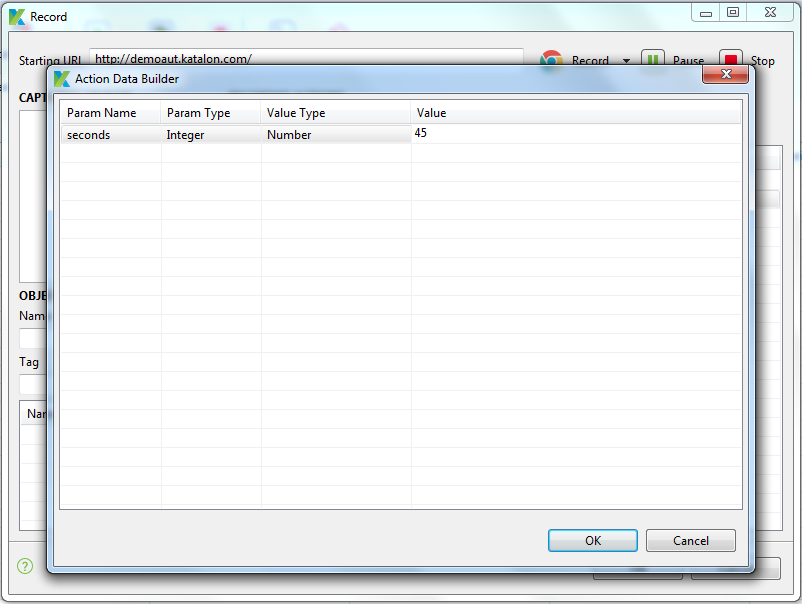 Record
Starting URL http://demoaut.katalon.com/ Record Pause Stop
Action Data Builder
CAPT
Param Name Param Type Value Type Value
seconds Integer Number 45
OBJE
Nam
Tag
Nar
OK Cancel
?